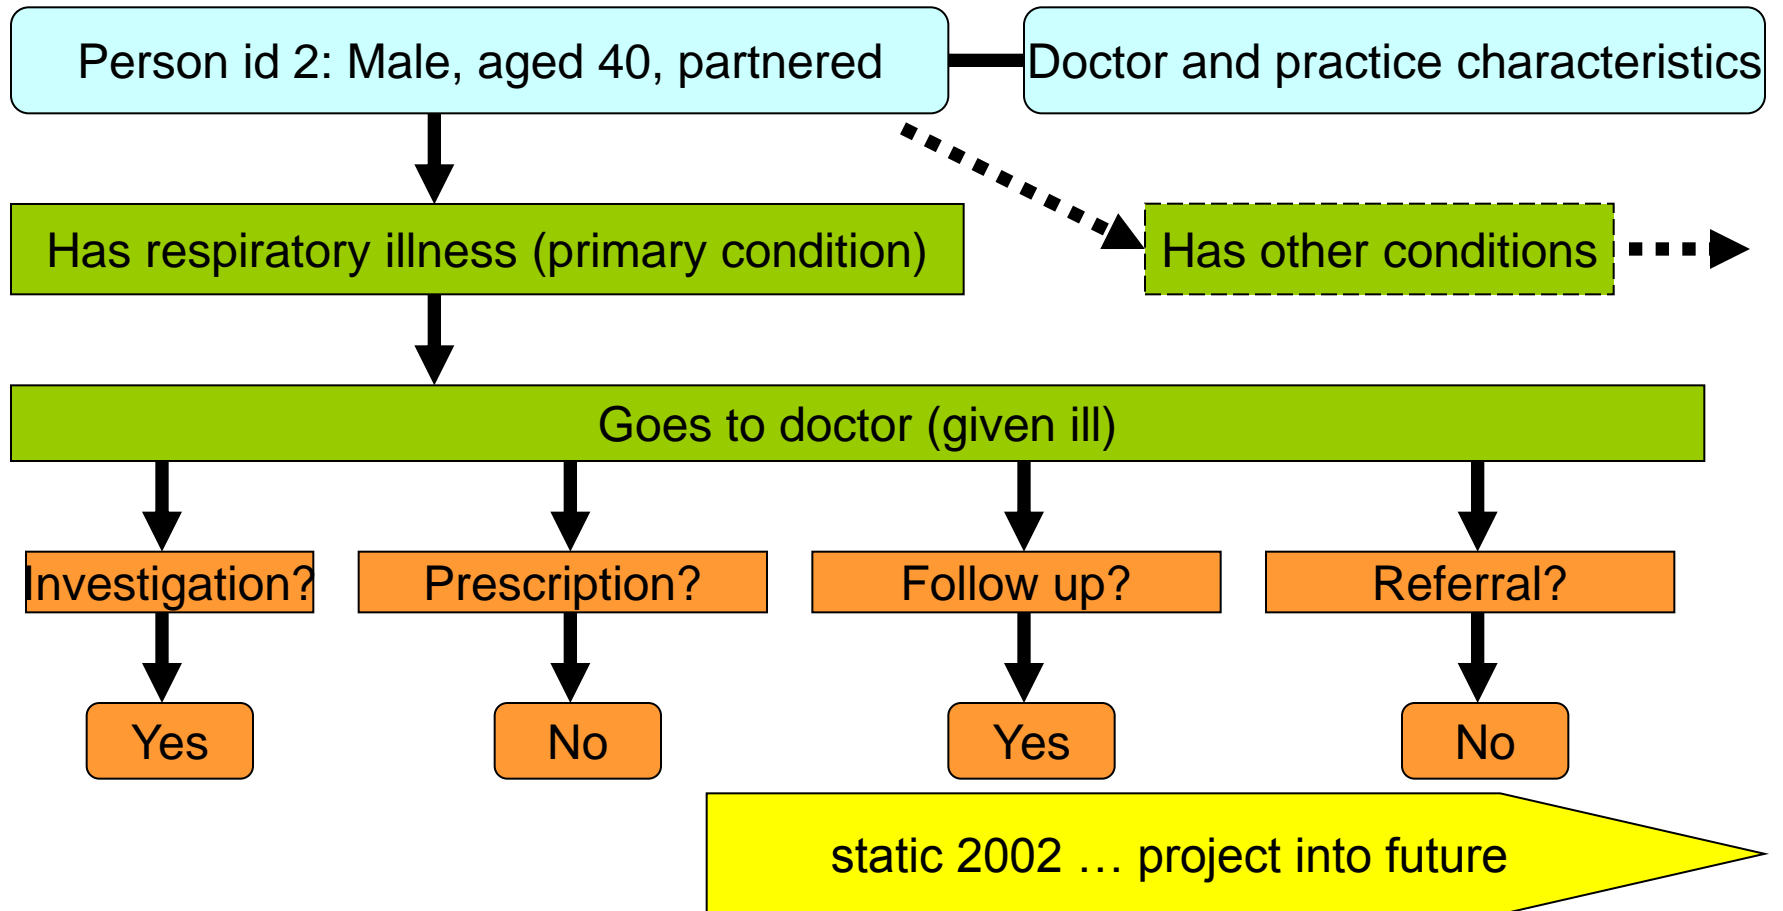 Person id 2: Male, aged 40, partnered
Doctor and practice characteristics
Has respiratory illness (primary condition)
Has other conditions
Goes to doctor (given ill)
Investigation?
Prescription?
Follow up?
Referral?
Yes
No
Yes
No
static 2002 … project into future